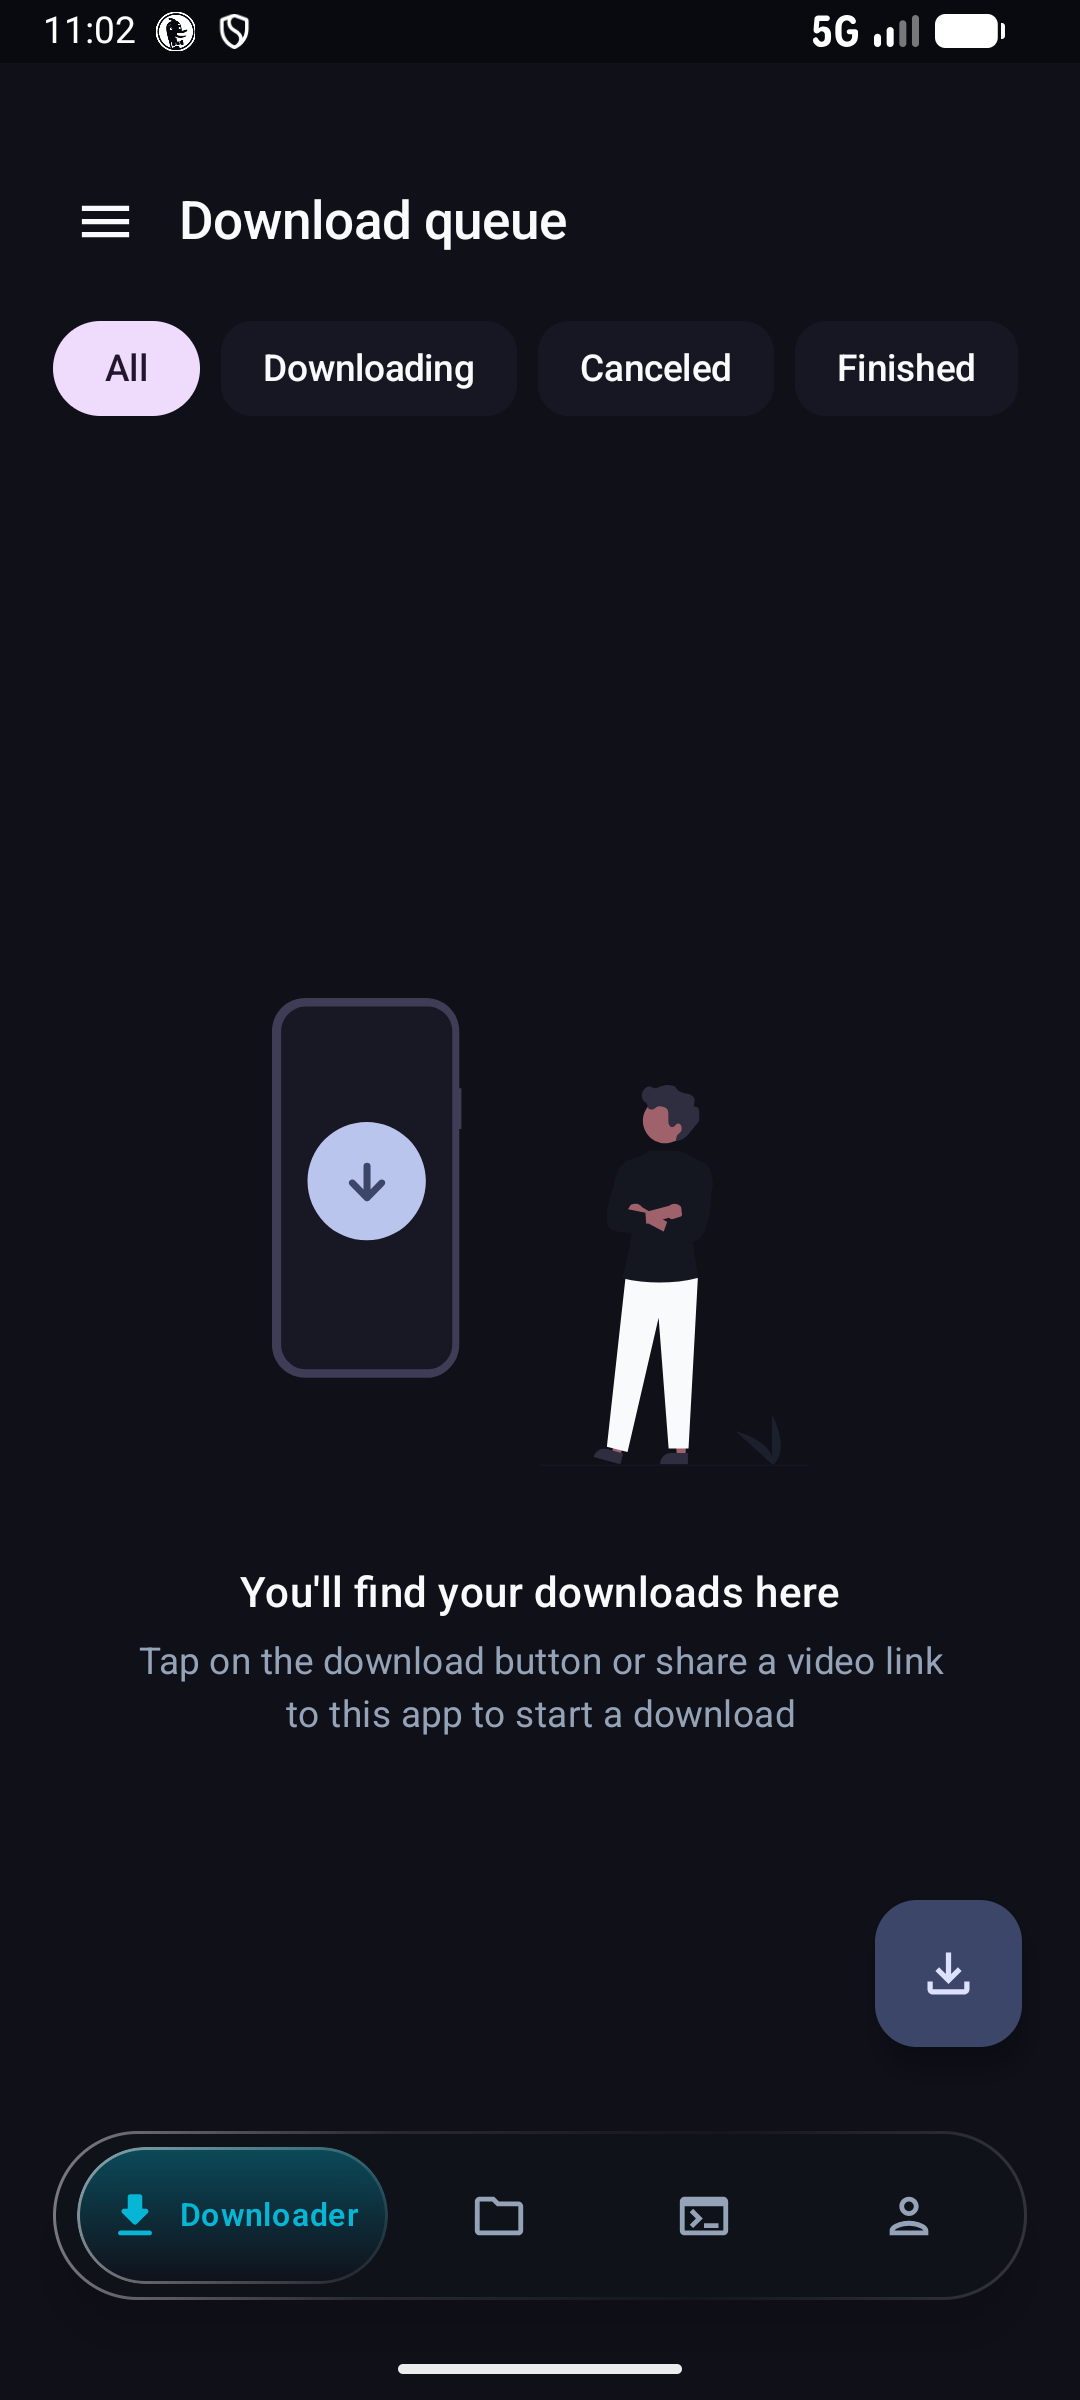 11:02
5G
Download queue
All
Downloading
Canceled
Finished
You'll find your downloads here
Tap on the download button or share a video link
to this app to start a download
Downloader